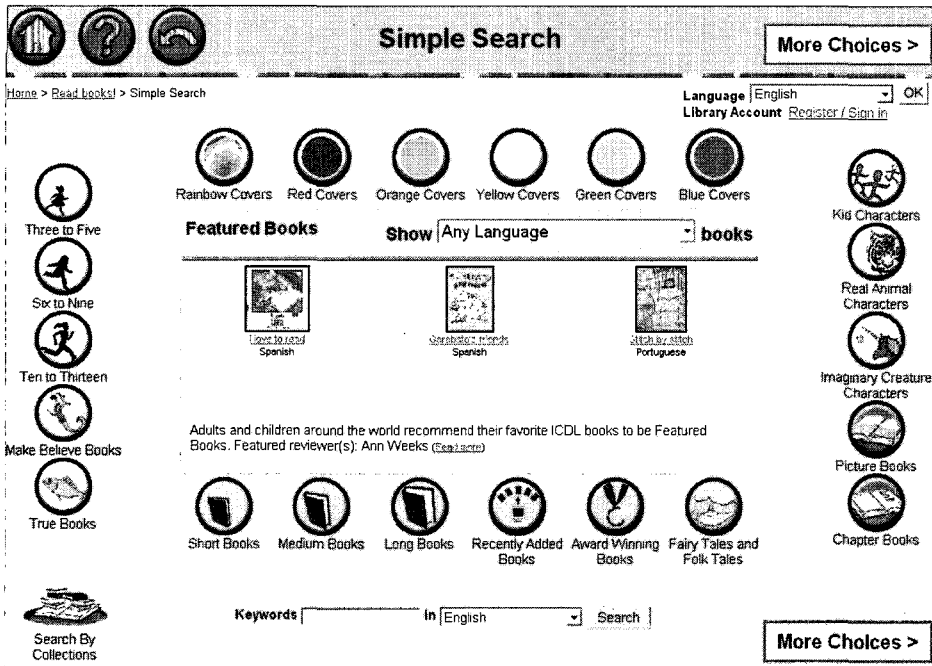 Simple Search
More Choices >
Home > Read books! > Simple Search
Language English OK
Library Account Register / Sign in
Rainbow Covers Red Covers Orange Covers Yellow Covers Green Covers Blue Covers
Three to Five
Six to Nine
Ten to Thirteen
Make Believe Books
True Books
Search By
Collections
Featured Books Show Any Language books
I love to read
Spanish
friends
Spanish
Stitch by stitch
Portuguese
Adults and children around the world recommend their favorite ICDL books to be Featured
Books. Featured reviewer(s): Ann Weeks (Read more)
Short Books Medium Books Long Books Recently Added
Books Award Winning
Books Fairy Tales and
Folk Tales
Keywords In English Search
Kid Characters
Real Animal
Characters
Imaginary Creature
Characters
Picture Books
Chapter Books
More Choices >